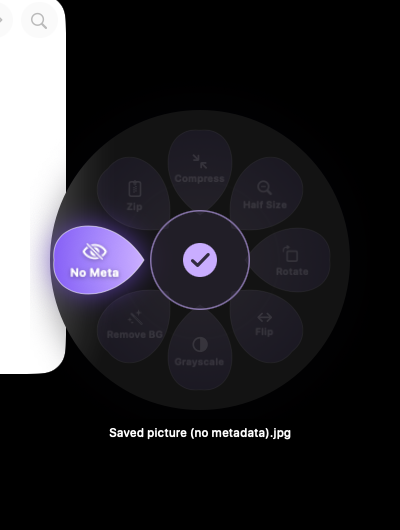 Compress
Zip
Half Size
No Meta
Rotate
Remove BG
Flip
Grayscale
Saved picture (no metadata).jpg